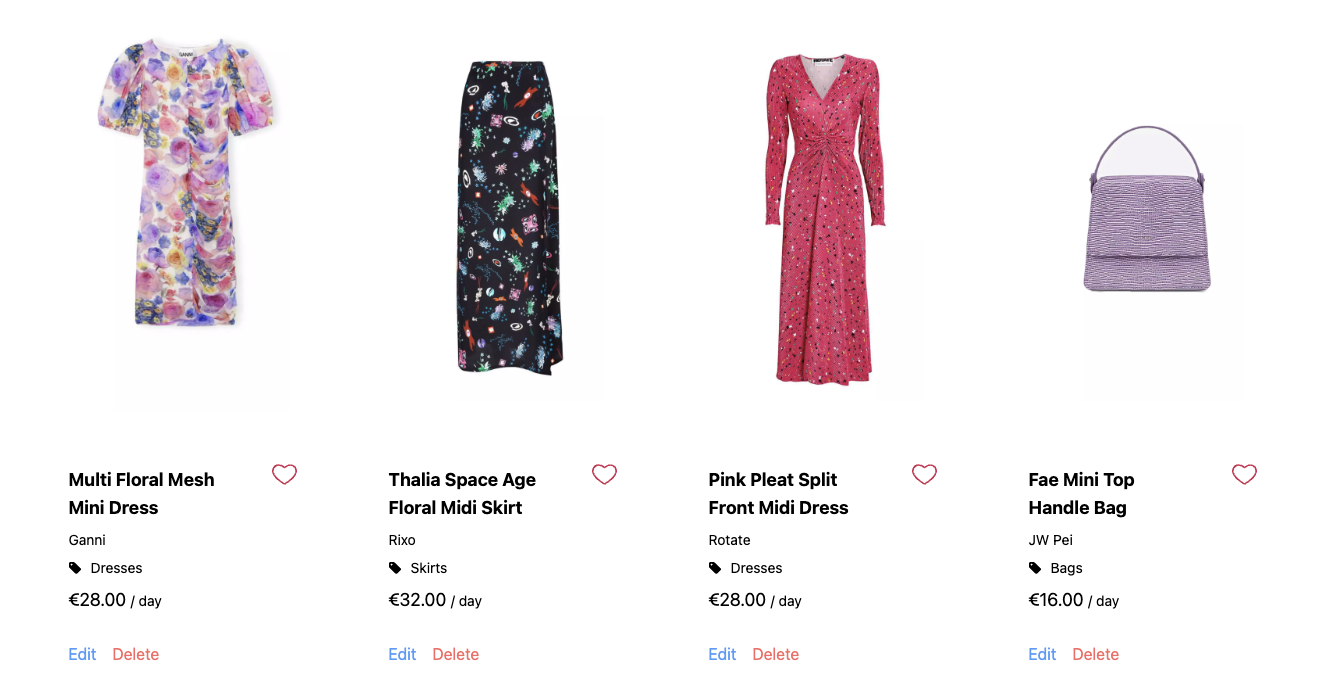 GANNI
Multi Floral Mesh
Mini Dress
Ganni
Dresses
€28.00 / day
Edit Delete
Thalia Space Age
Floral Midi Skirt
Rixo
Skirts
€32.00 / day
Edit Delete
Pink Pleat Split
Front Midi Dress
Rotate
Dresses
€28.00 / day
Edit Delete
Fae Mini Top
Handle Bag
JW Pei
Bags
€16.00 / day
Edit Delete